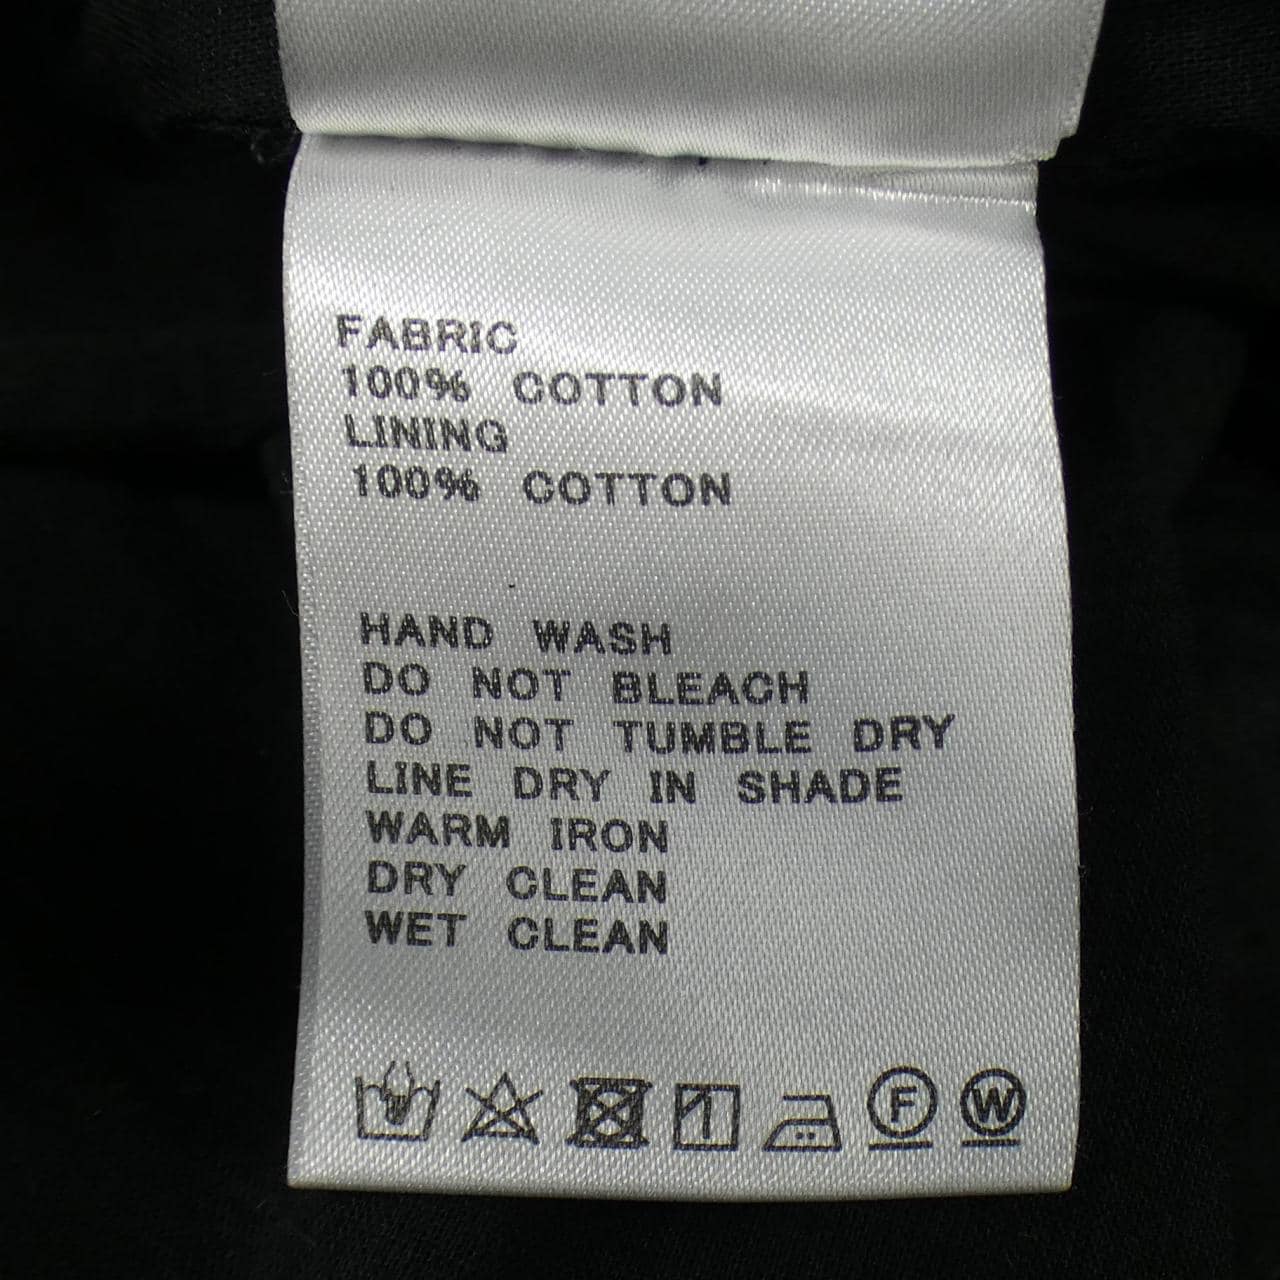 FABRIC
100% COTTON
LINING
100% COTTON
HAND WASH
DO NOT BLEACH
DO NOT TUMBLE DRY
LINE DRY IN SHADE
WARM IRON
DRY CLEAN
WET CLEAN
F W